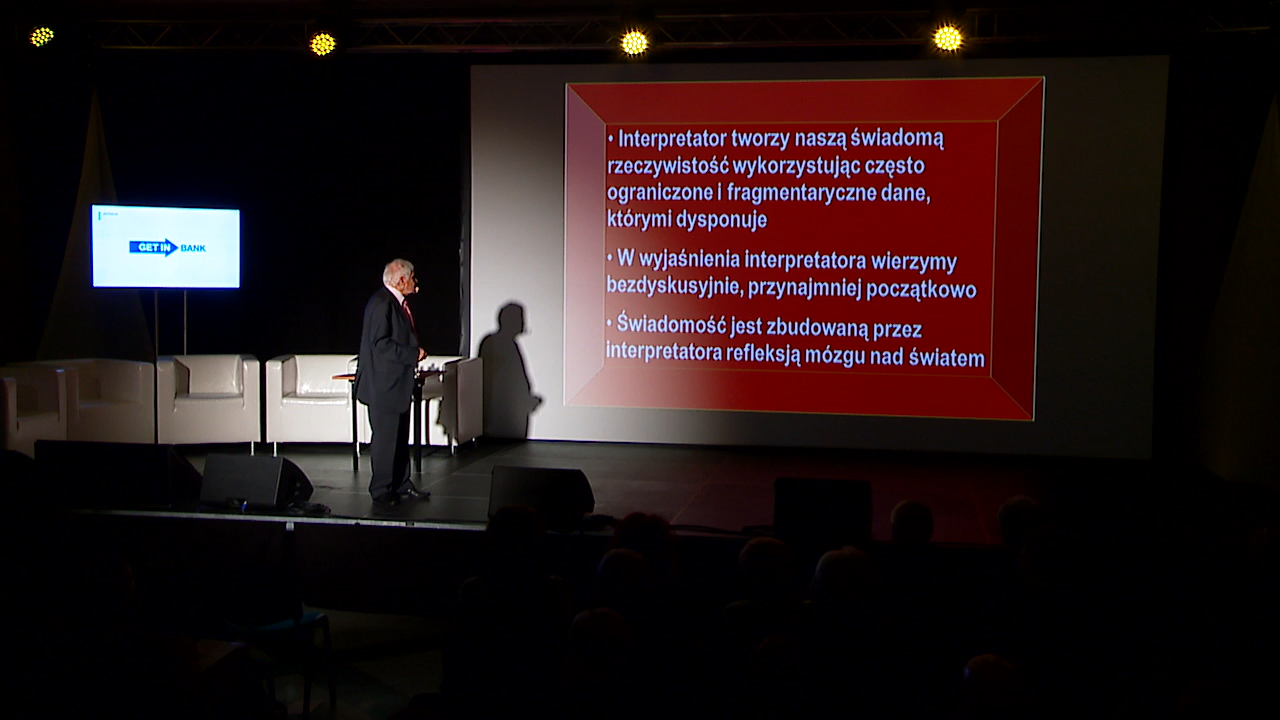 GET IN BANK
• Interpretator tworzy naszą świadomą
rzeczywistość wykorzystując często
ograniczone i fragmentaryczne dane,
którymi dysponuje
• W wyjaśnienia interpretatora wierzymy
bezdyskusyjnie, przynajmniej początkowo
• Świadomość jest zbudowaną przez
interpretatora refleksją mózgu nad światem